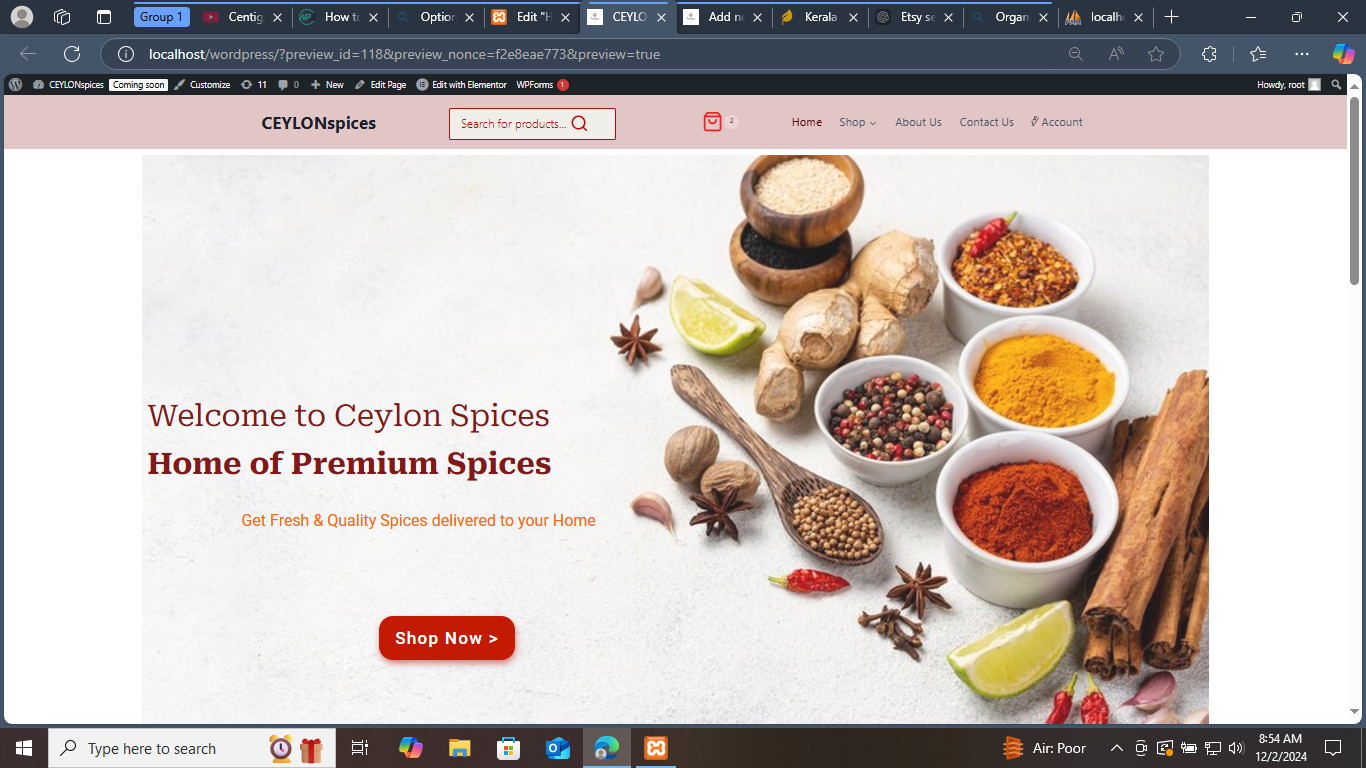 Group 1
Centig
How to
Option
Edit "H
CEYLO
Add ne
Kerala
Etsy se
Organ
localho
localhost/wordpress/?preview_id=118&preview_nonce=f2e8eae773&preview=true
CEYLONspices
Coming soon
Customize
11
0
New
Edit Page
Edit with Elementor
WPForms
1
Howdy, root
CEYLONspices
Search for products...
2
Home
Shop
About Us
Contact Us
Account
Welcome to Ceylon Spices
Home of Premium Spices
Get Fresh & Quality Spices delivered to your Home
Shop Now >
Type here to search
Air: Poor
8:54 AM
12/2/2024